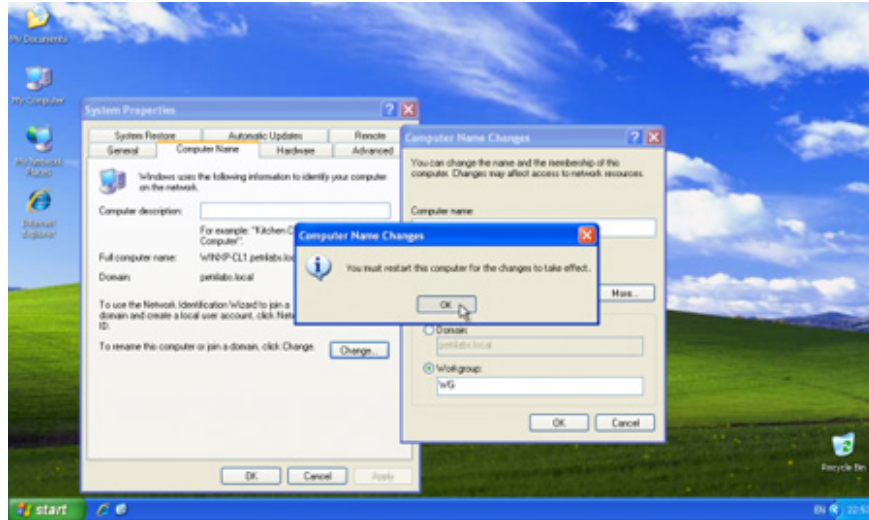 My Documents
My Computer
My Network
Places
Internet
Explorer
System Properties
System Restore
Automatic Updates
Remote
General
Computer Name
Hardware
Advanced
Windows uses the following information to identify your computer
on the network.
Computer description:
For example: "Kitchen C
Computer".
Full computer name:
WINXP-CL1.petrilabs.loc
Domain:
petrilabs.local
To use the Network Identification Wizard to join a
domain and create a local user account, click Netw
ID.
To rename this computer or join a domain, click Change.
Change...
OK
Cancel
Apply
Computer Name Changes
You can change the name and the membership of this
computer. Changes may affect access to network resources.
Computer name:
More...
Domain:
petrilabs.local
Workgroup:
WG
OK
Cancel
Computer Name Changes
You must restart this computer for the changes to take effect.
OK
Recycle Bin
start
EN
22:53